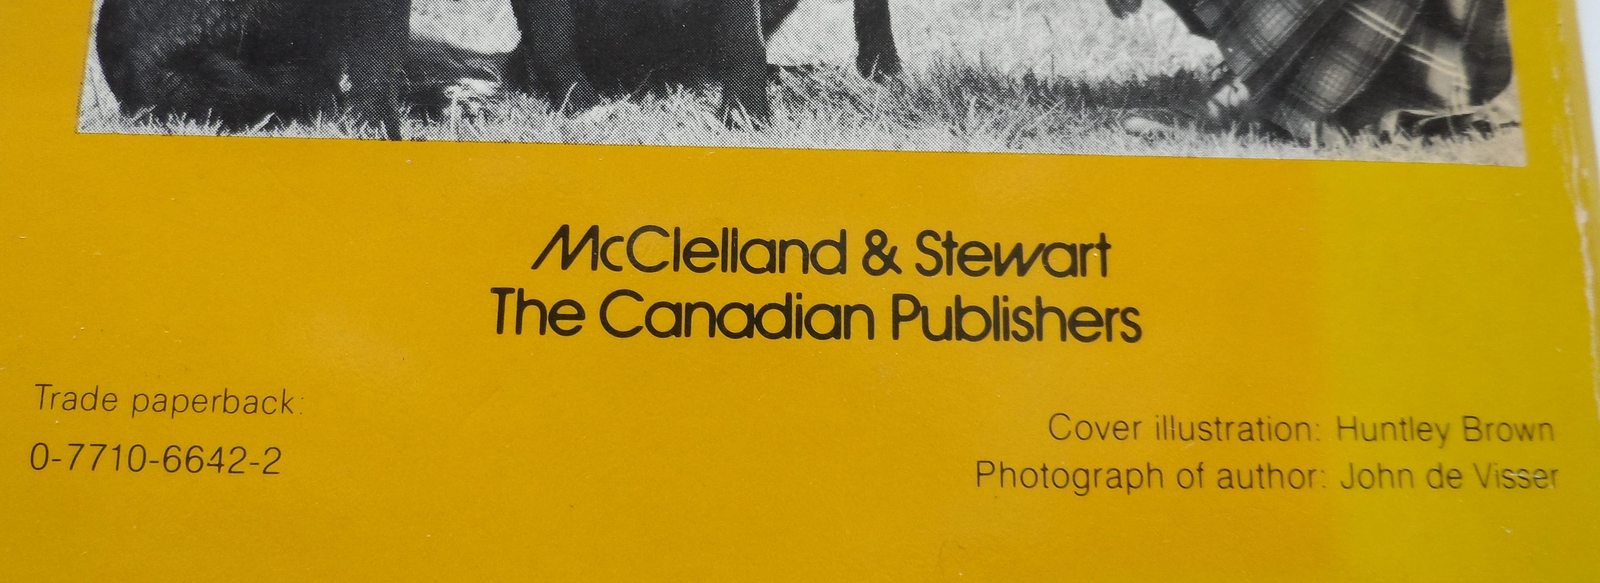 McClelland & Stewart
The Canadian Publishers
Trade paperback:
0-7710-6642-2
Cover illustration: Huntley Brown
Photograph of author: John de Visser